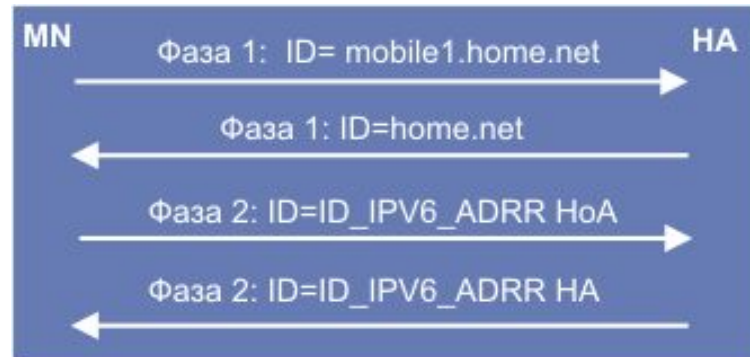 MN
HA
Фаза 1: ID= mobile1.home.net
Фаза 1: ID=home.net
Фаза 2: ID=ID_IPV6_ADRR HoA
Фаза 2: ID=ID_IPV6_ADRR HA